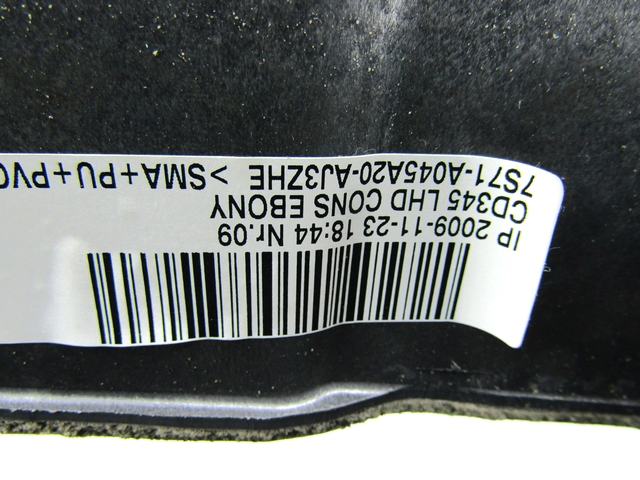 7S71-A045A20-AJ3ZHE >SMA+PU+PVC
CD345 LHD CONS EBONY
IP 2009-11-23 18:44 Nr.09